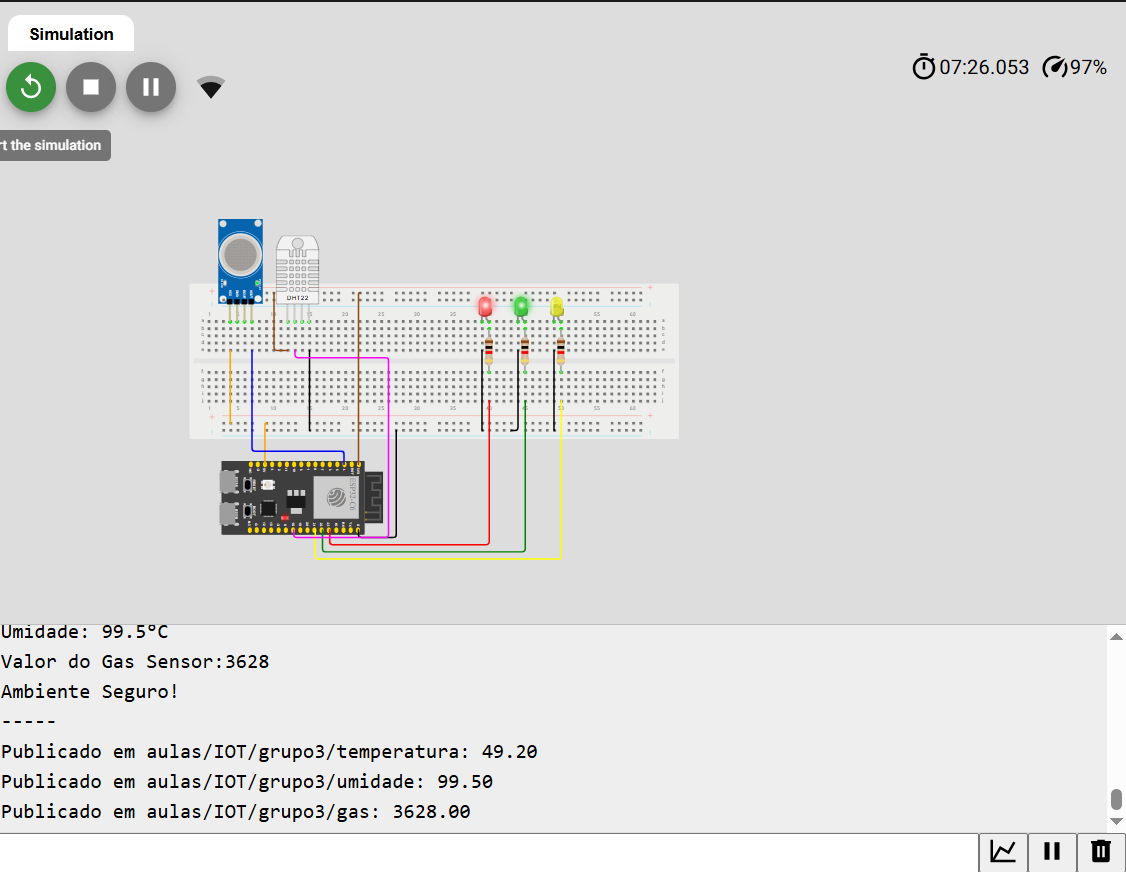 Simulation
07:26.053
97%
rt the simulation
DHT22
ESP32-C6
Umidade: 99.5°C
Valor do Gas Sensor:3628
Ambiente Seguro!
-----
Publicado em aulas/IOT/grupo3/temperatura: 49.20
Publicado em aulas/IOT/grupo3/umidade: 99.50
Publicado em aulas/IOT/grupo3/gas: 3628.00